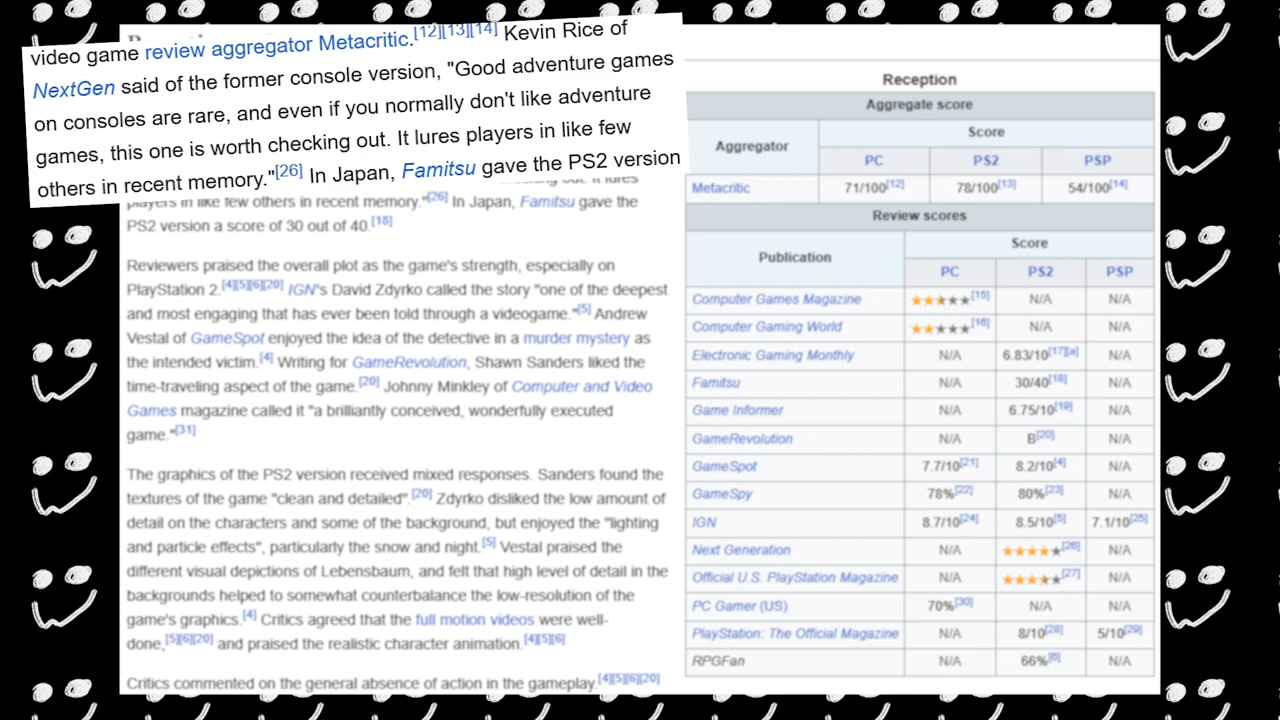 video game review aggregator Metacritic.[12][13][14] Kevin Rice of
NextGen said of the former console version, "Good adventure games
on consoles are rare, and even if you normally don't like adventure
games, this one is worth checking out. It lures players in like few
others in recent memory."[26] In Japan, Famitsu gave the PS2 version
players in like few others in recent memory."[26] In Japan, Famitsu gave the
PS2 version a score of 30 out of 40.[18]
Reviewers praised the overall plot as the game's strength, especially on
PlayStation 2.[4][5][6][20] IGN's David Zdyrko called the story "one of the deepest
and most engaging that has ever been told through a videogame."[5] Andrew
Vestal of GameSpot enjoyed the idea of the detective in a murder mystery as
the intended victim.[4] Writing for GameRevolution, Shawn Sanders liked the
time-traveling aspect of the game.[20] Johnny Minkley of Computer and Video
Games magazine called it "a brilliantly conceived, wonderfully executed
game."[31]
The graphics of the PS2 version received mixed responses. Sanders found the
textures of the game "clean and detailed".[20] Zdyrko disliked the low amount of
detail on the characters and some of the background, but enjoyed the "lighting
and particle effects", particularly the snow and night.[5] Vestal praised the
different visual depictions of Lebensbaum, and felt that high level of detail in the
backgrounds helped to somewhat counterbalance the low-resolution of the
game's graphics.[4] Critics agreed that the full motion videos were well-
done,[5][6][20] and praised the realistic character animation.[4][5][6]
Critics commented on the general absence of action in the gameplay.[4][5][6][20]
Reception
Aggregate score
Aggregator Score
PC PS2 PSP
Metacritic 71/100[12] 78/100[13] 54/100[14]
Review scores
Publication Score
PC PS2 PSP
Computer Games Magazine ★★★★★[15] N/A N/A
Computer Gaming World ★★★★★[16] N/A N/A
Electronic Gaming Monthly N/A 6.83/10[17][a] N/A
Famitsu N/A 30/40[18] N/A
Game Informer N/A 6.75/10[19] N/A
GameRevolution N/A B[20] N/A
GameSpot 7.7/10[21] 8.2/10[4] N/A
GameSpy 78%[22] 80%[23] N/A
IGN 8.7/10[24] 8.5/10[5] 7.1/10[25]
Next Generation N/A ★★★★★[26] N/A
Official U.S. PlayStation Magazine N/A ★★★★★[27] N/A
PC Gamer (US) 70%[30] N/A N/A
PlayStation: The Official Magazine N/A 8/10[28] 5/10[29]
RPGFan N/A 66%[6] N/A